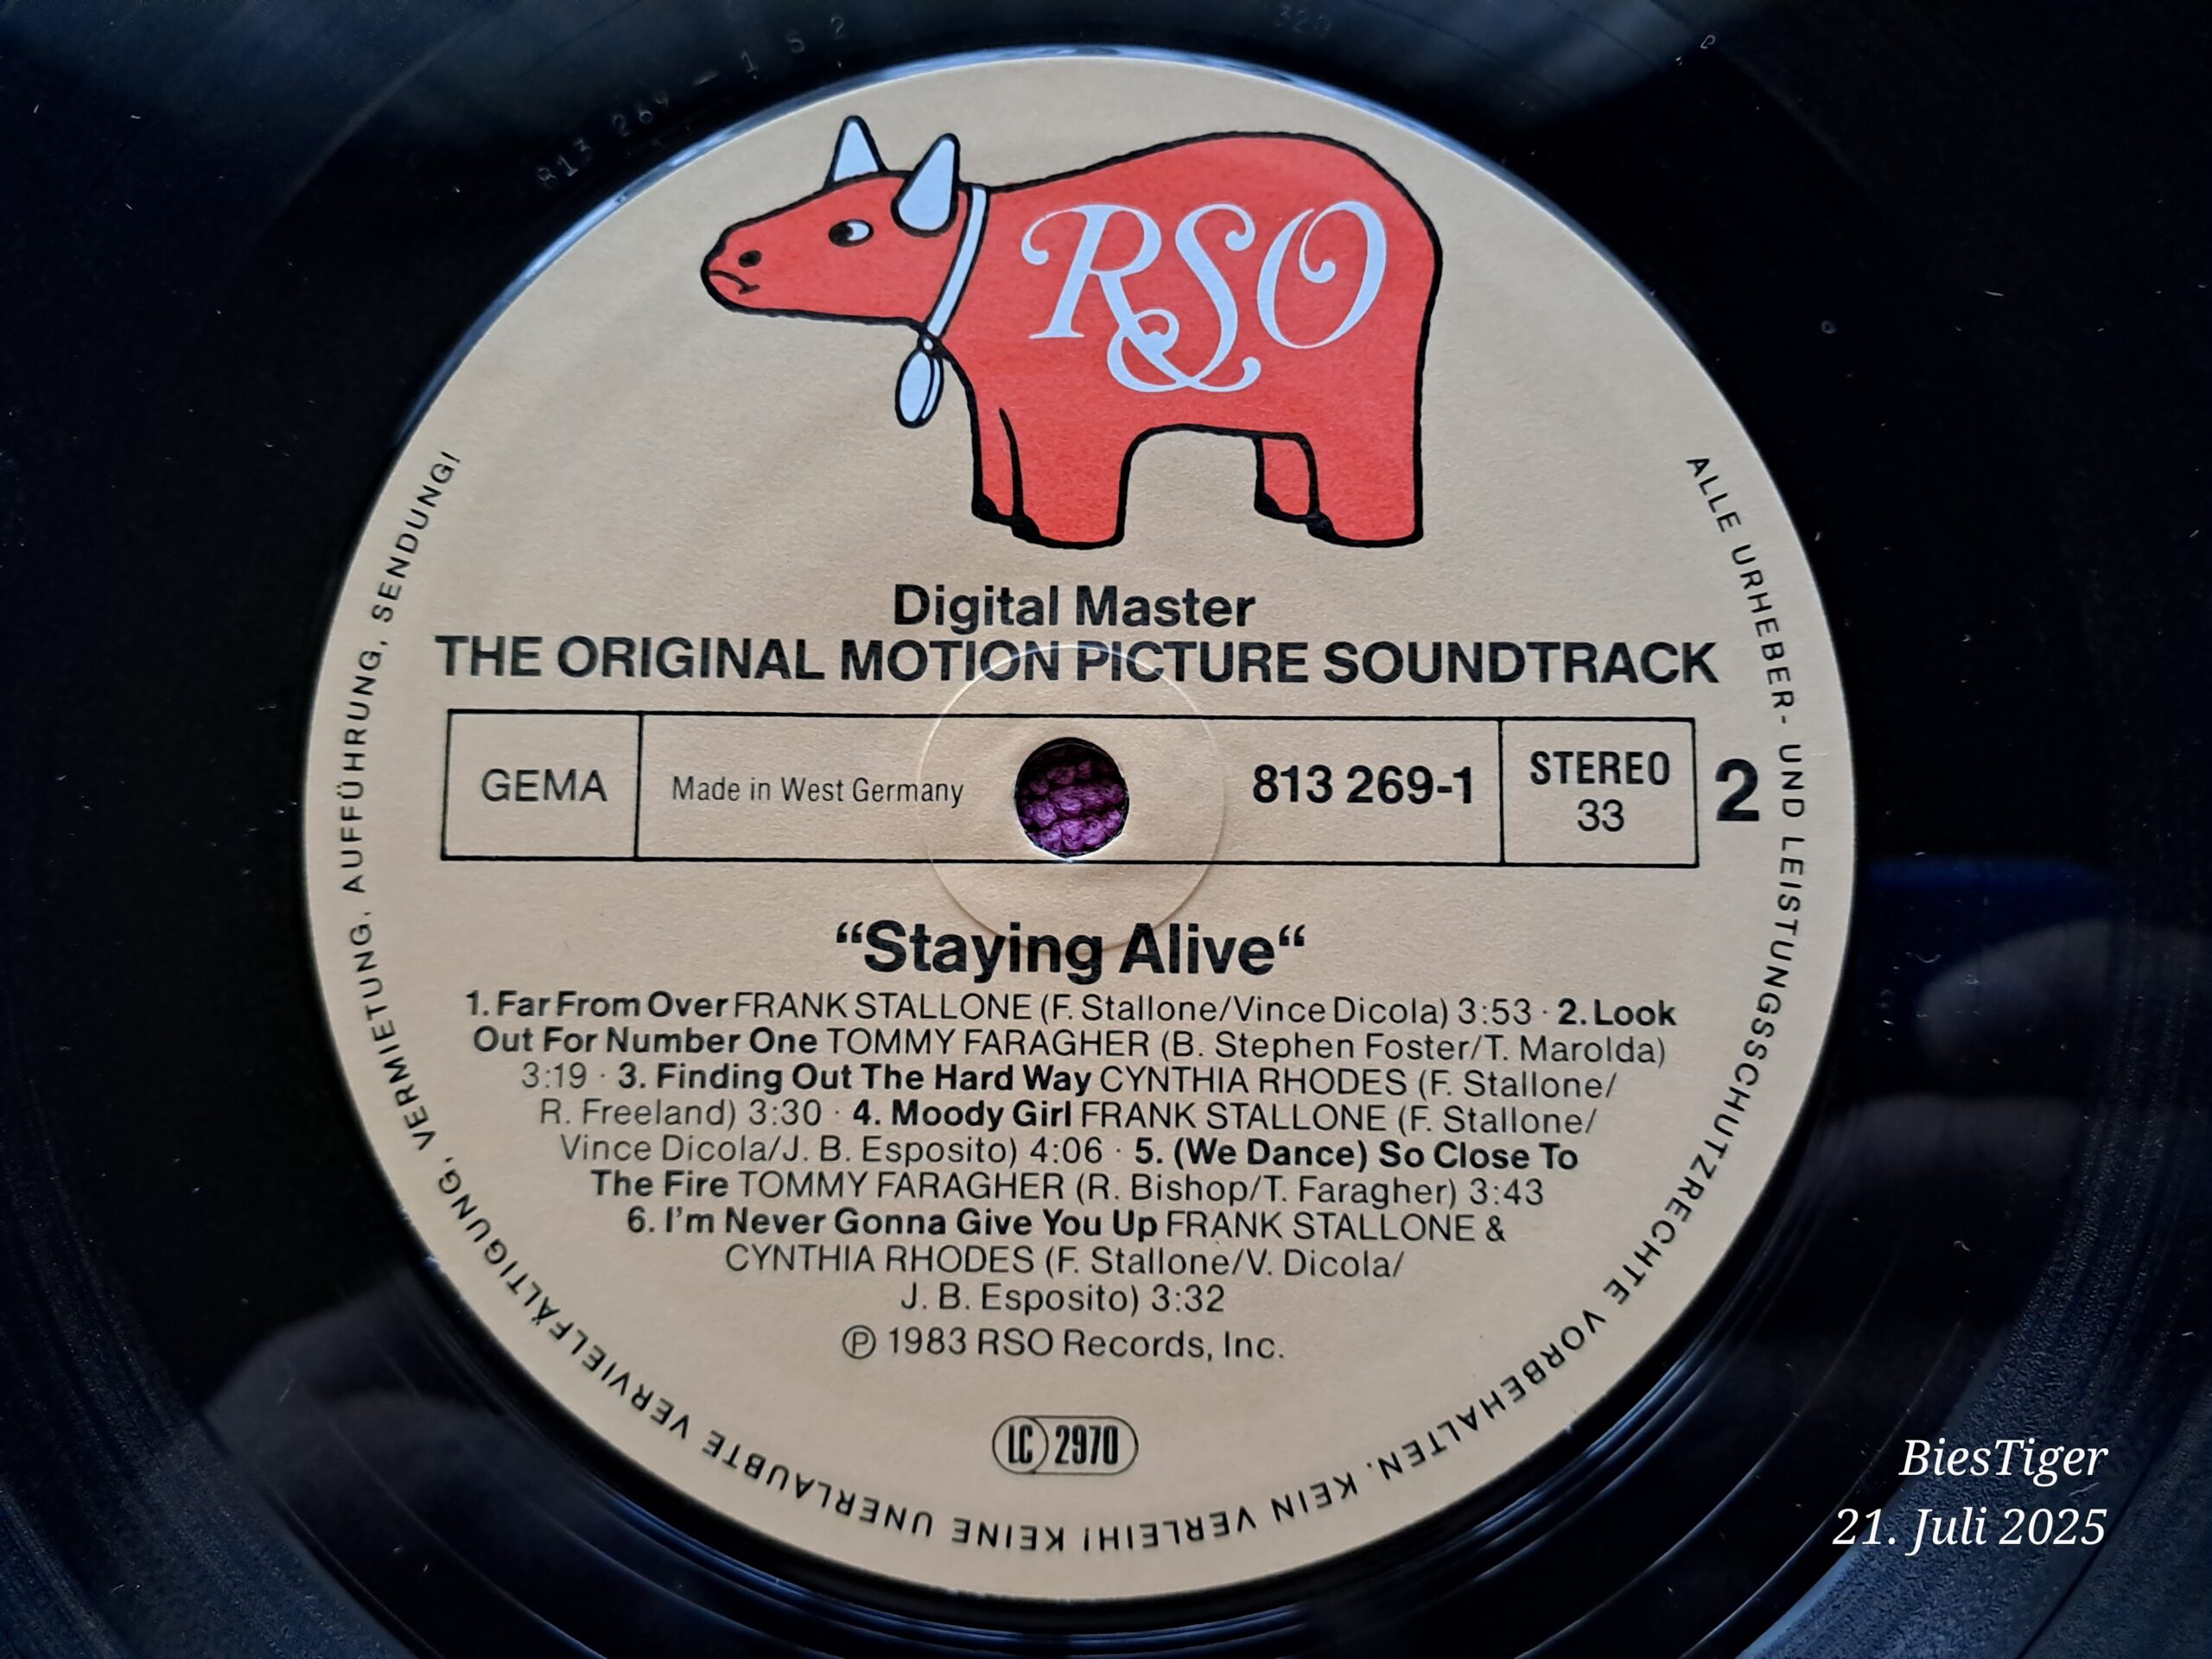 813 269 – 1 S 2
320
RSO
Digital Master
THE ORIGINAL MOTION PICTURE SOUNDTRACK
GEMA
Made in West Germany
813 269-1
STEREO
33
2
“Staying Alive“
1. Far From Over FRANK STALLONE (F. Stallone/Vince Dicola) 3:53 · 2. Look
Out For Number One TOMMY FARAGHER (B. Stephen Foster/T. Marolda)
3:19 · 3. Finding Out The Hard Way CYNTHIA RHODES (F. Stallone/
R. Freeland) 3:30 · 4. Moody Girl FRANK STALLONE (F. Stallone/
Vince Dicola/J. B. Esposito) 4:06 · 5. (We Dance) So Close To
The Fire TOMMY FARAGHER (R. Bishop/T. Faragher) 3:43
6. I’m Never Gonna Give You Up FRANK STALLONE &
CYNTHIA RHODES (F. Stallone/V. Dicola/
J. B. Esposito) 3:32
℗ 1983 RSO Records, Inc.
LC 2970
ALLE URHEBER- UND LEISTUNGSSCHUTZRECHTE VORBEHALTEN. KEIN VERLEIH! KEINE UNERLAUBTE VERVIELFÄLTIGUNG, VERMIETUNG, AUFFÜHRUNG, SENDUNG!
BiesTiger
21. Juli 2025